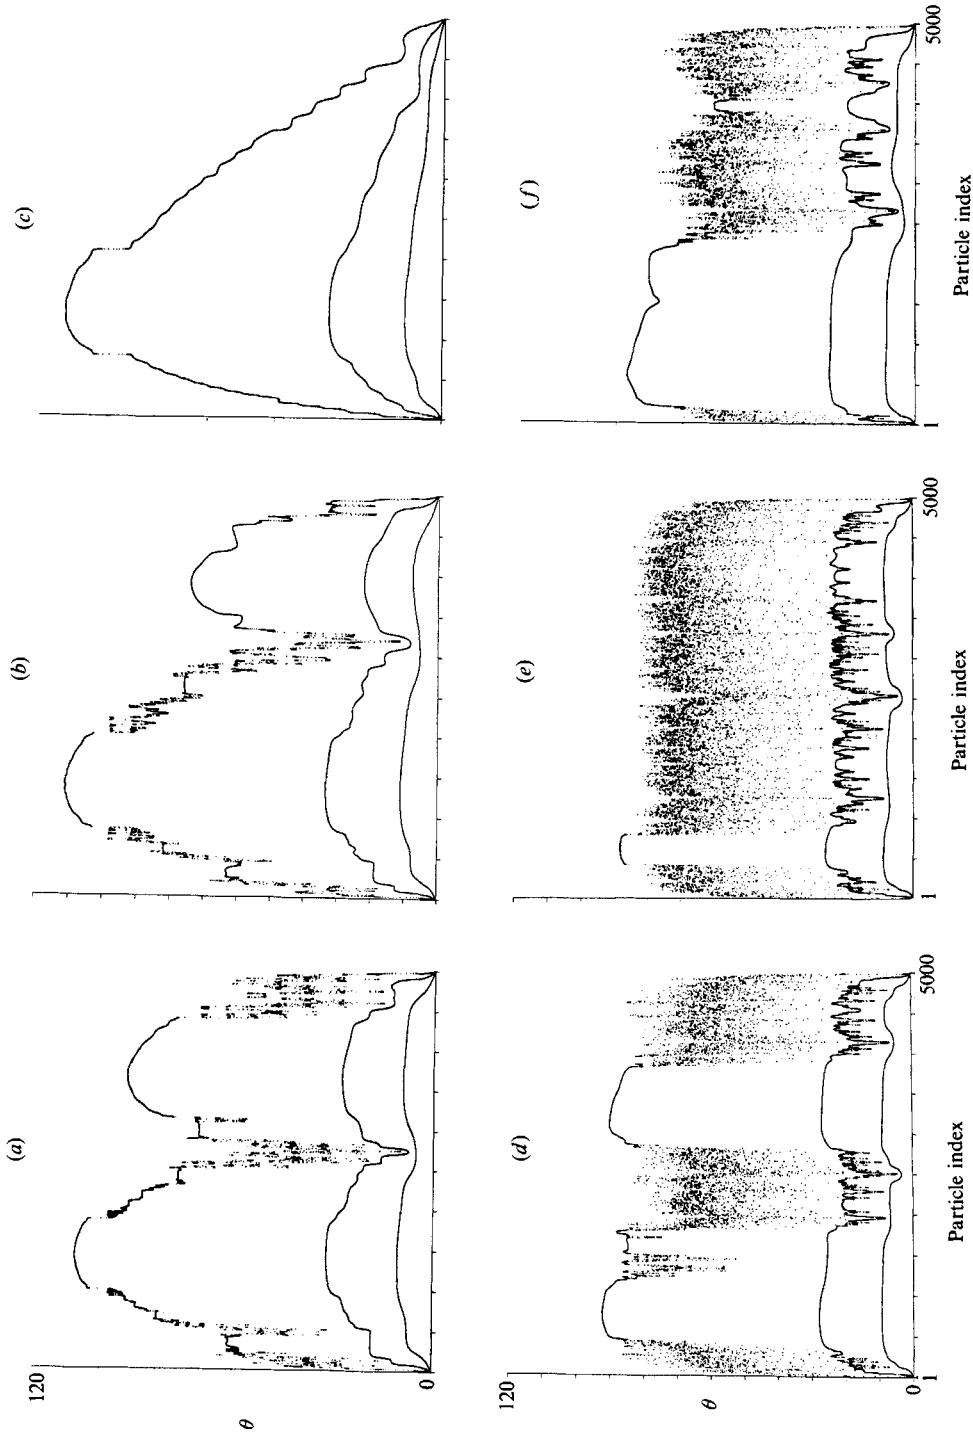 (a)
(b)
(c)
120
θ
0
(d)
(e)
(f)
120
θ
0
1
5000
1
5000
1
5000
Particle index
Particle index
Particle index